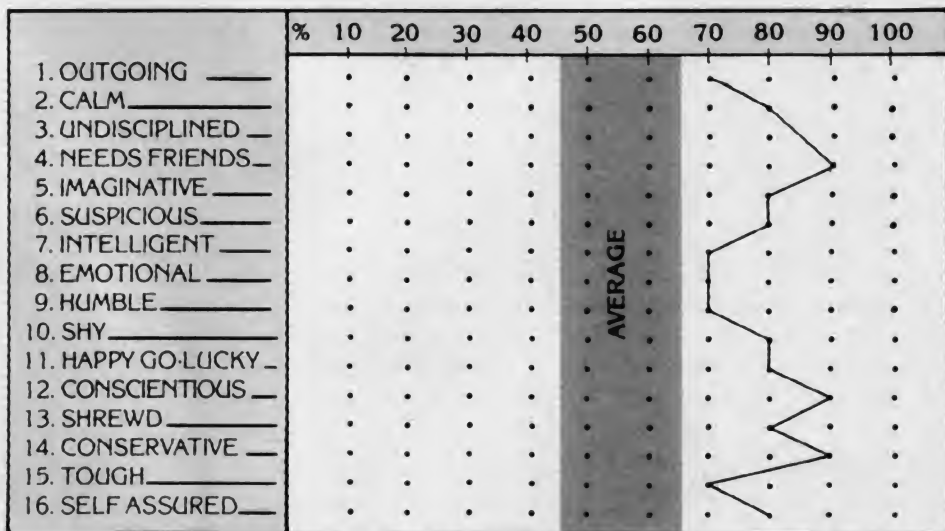 % 10 20 30 40 50 60 70 80 90 100
1. OUTGOING
2. CALM
3. UNDISCIPLINED
4. NEEDS FRIENDS
5. IMAGINATIVE
6. SUSPICIOUS
7. INTELLIGENT
8. EMOTIONAL
9. HUMBLE
10. SHY
11. HAPPY GO-LUCKY
12. CONSCIENTIOUS
13. SHREWD
14. CONSERVATIVE
15. TOUGH
16. SELF ASSURED
AVERAGE